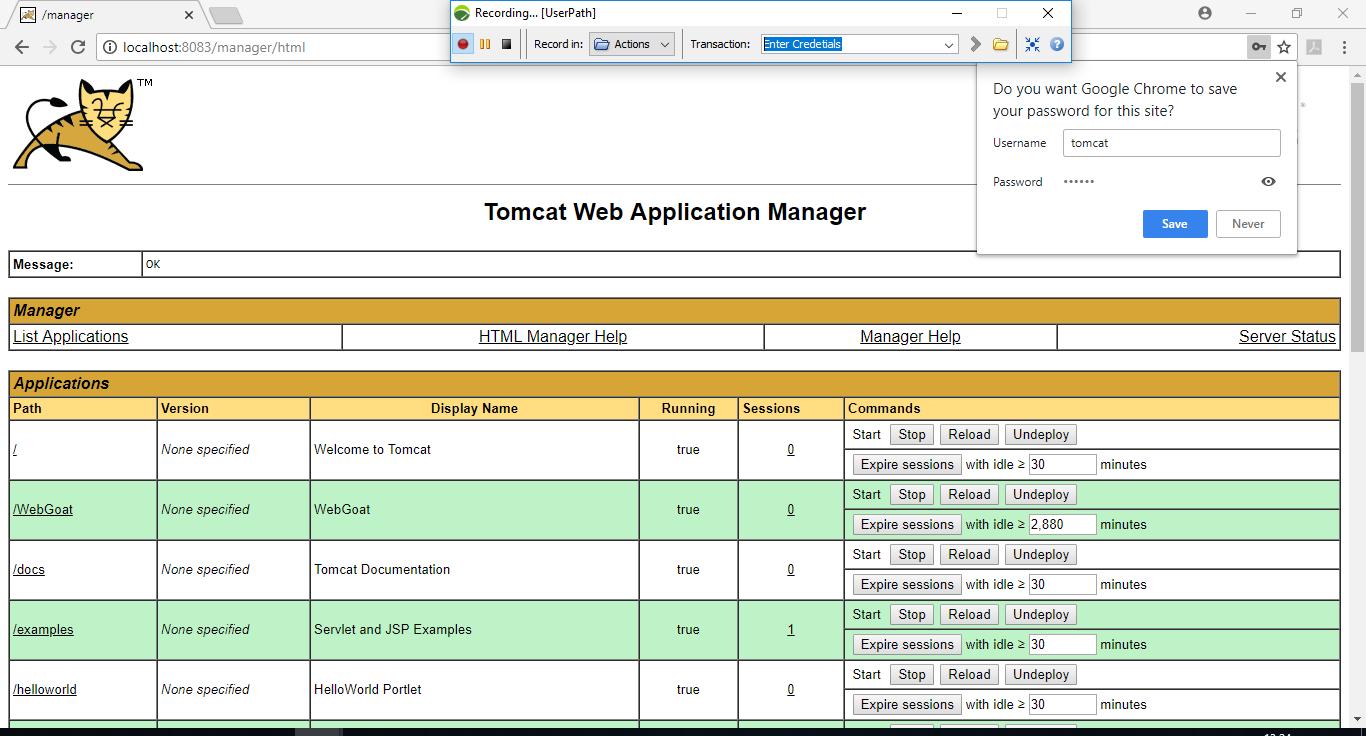 /manager
Recording... [UserPath]
localhost:8083/manager/html
Record in: Actions Transaction: Enter Credetials
TM
Do you want Google Chrome to save
your password for this site?
Username tomcat
Password ••••••
Save Never
Tomcat Web Application Manager
Message: OK
Manager
List Applications HTML Manager Help Manager Help Server Status
Applications
Path Version Display Name Running Sessions Commands
/ None specified Welcome to Tomcat true 0
Start Stop Reload Undeploy
Expire sessions with idle ≥ 30 minutes
/WebGoat None specified WebGoat true 0
Start Stop Reload Undeploy
Expire sessions with idle ≥ 2,880 minutes
/docs None specified Tomcat Documentation true 0
Start Stop Reload Undeploy
Expire sessions with idle ≥ 30 minutes
/examples None specified Servlet and JSP Examples true 1
Start Stop Reload Undeploy
Expire sessions with idle ≥ 30 minutes
/helloworld None specified HelloWorld Portlet true 0
Start Stop Reload Undeploy
Expire sessions with idle ≥ 30 minutes